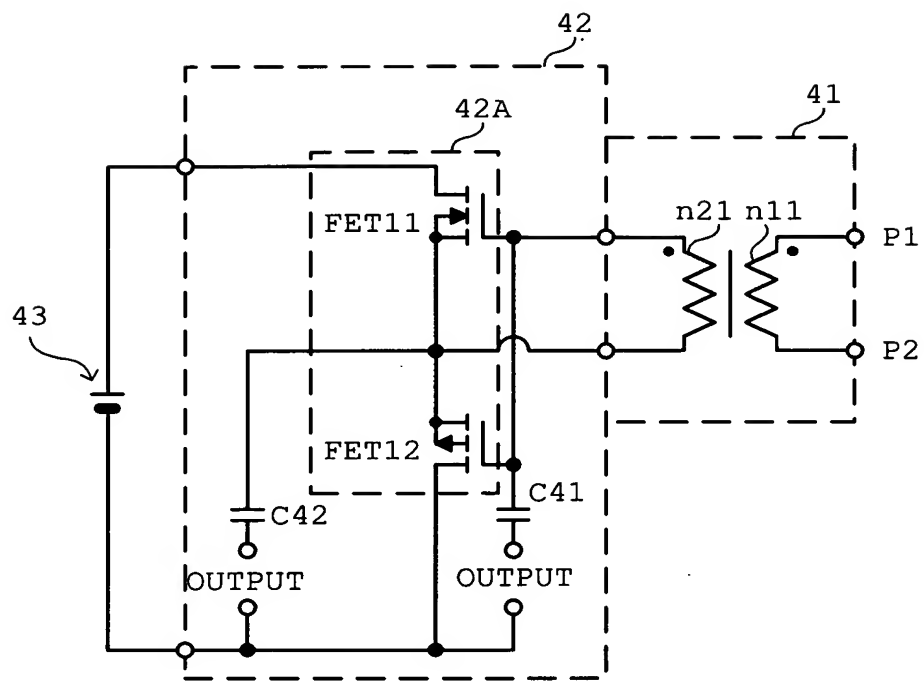 42
41
42A
FET11
n21 n11
P1
43
P2
FET12
C41
C42
OUTPUT
OUTPUT